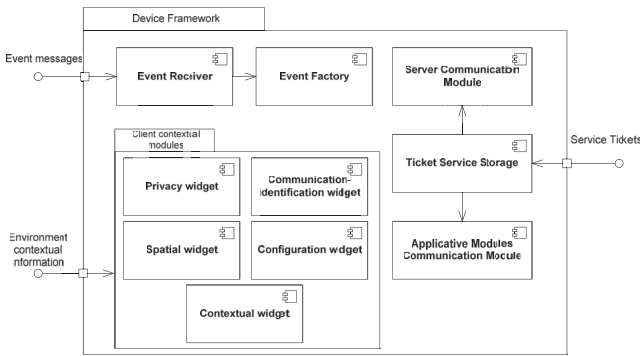 Device Framework
Event messages
Event Receiver
Event Factory
Server Communication
Module
Client contextual
modules
Service Tickets
Privacy widget
Communication-
identification widget
Ticket Service Storage
Environment
contextual
information
Spatial widget
Configuration widget
Applicative Modules
Communication Module
Contextual widget